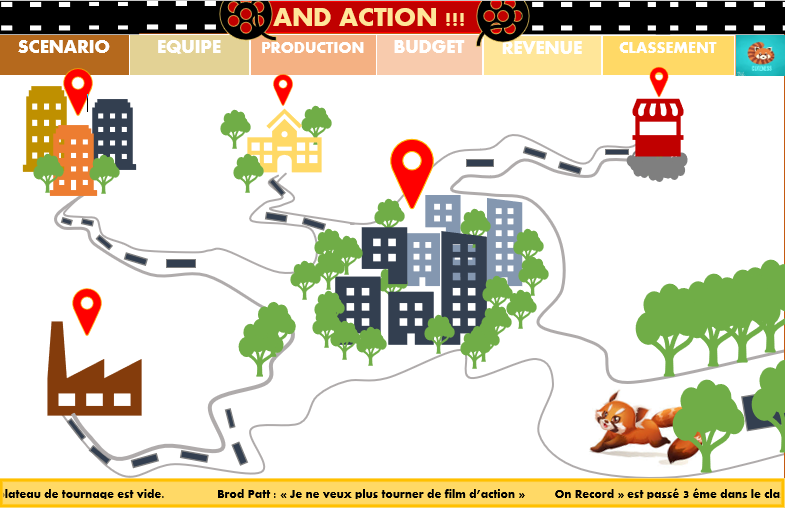 AND ACTION !!!
SCENARIO EQUIPE PRODUCTION BUDGET REVENUE CLASSEMENT
plateau de tournage est vide. Brod Patt : « Je ne veux plus tourner de film d’action » On Record » est passé 3 éme dans le cla